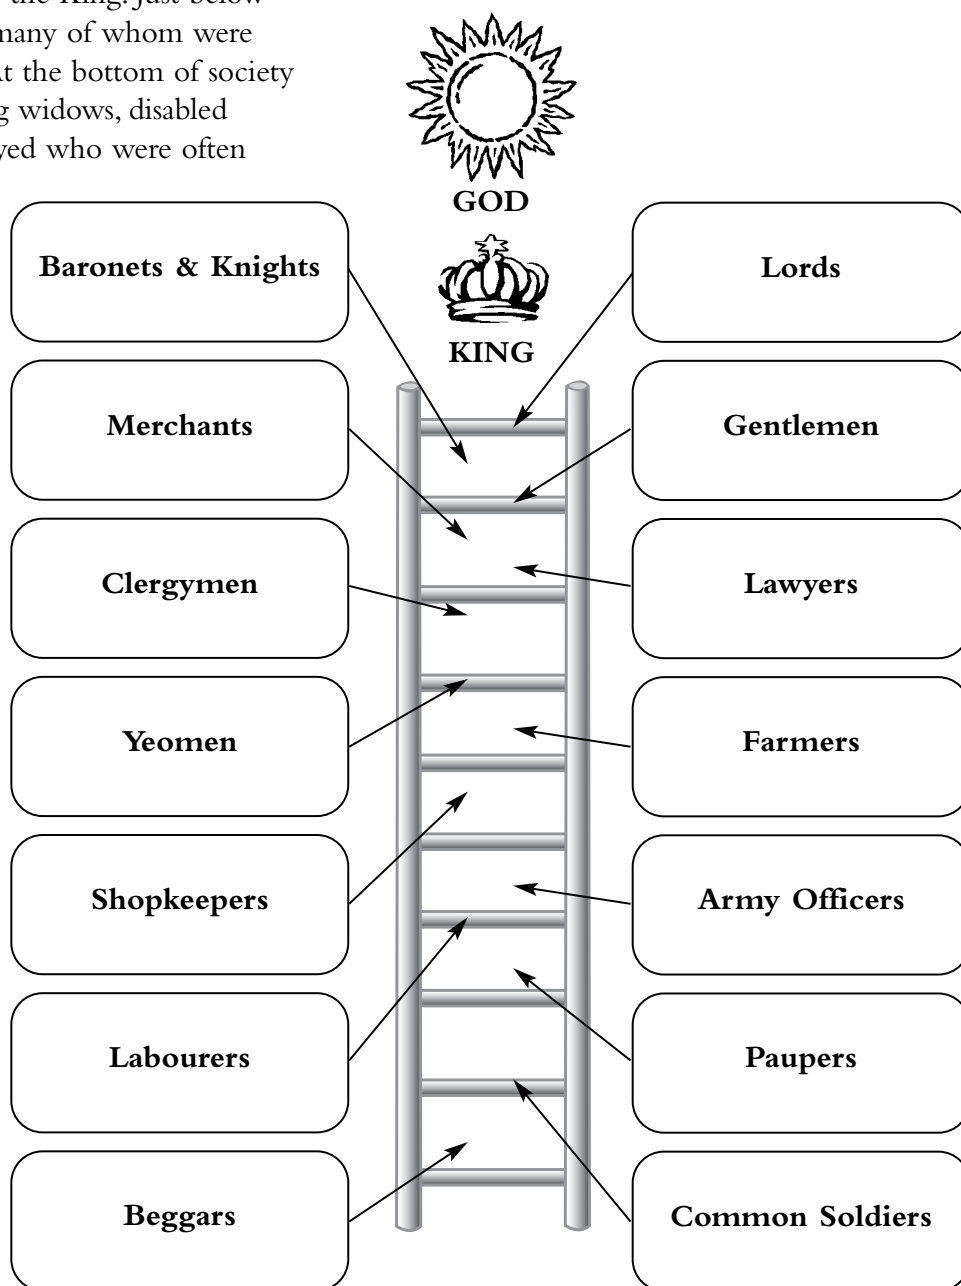 the King. Just below
many of whom were
At the bottom of society
widows, disabled
who were often
GOD
KING
Baronets & Knights
Lords
Merchants
Gentlemen
Clergymen
Lawyers
Yeomen
Farmers
Shopkeepers
Army Officers
Labourers
Paupers
Beggars
Common Soldiers